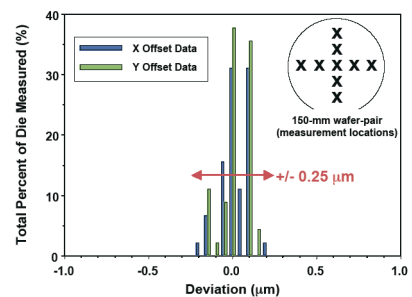 Total Percent of Die Measured (%)
40
30
20
10
0
X Offset Data
Y Offset Data
X
X
X X X X X
X
X
150-mm wafer-pair
(measurement locations)
+/- 0.25 μm
-1.0 -0.5 0.0 0.5 1.0
Deviation (μm)